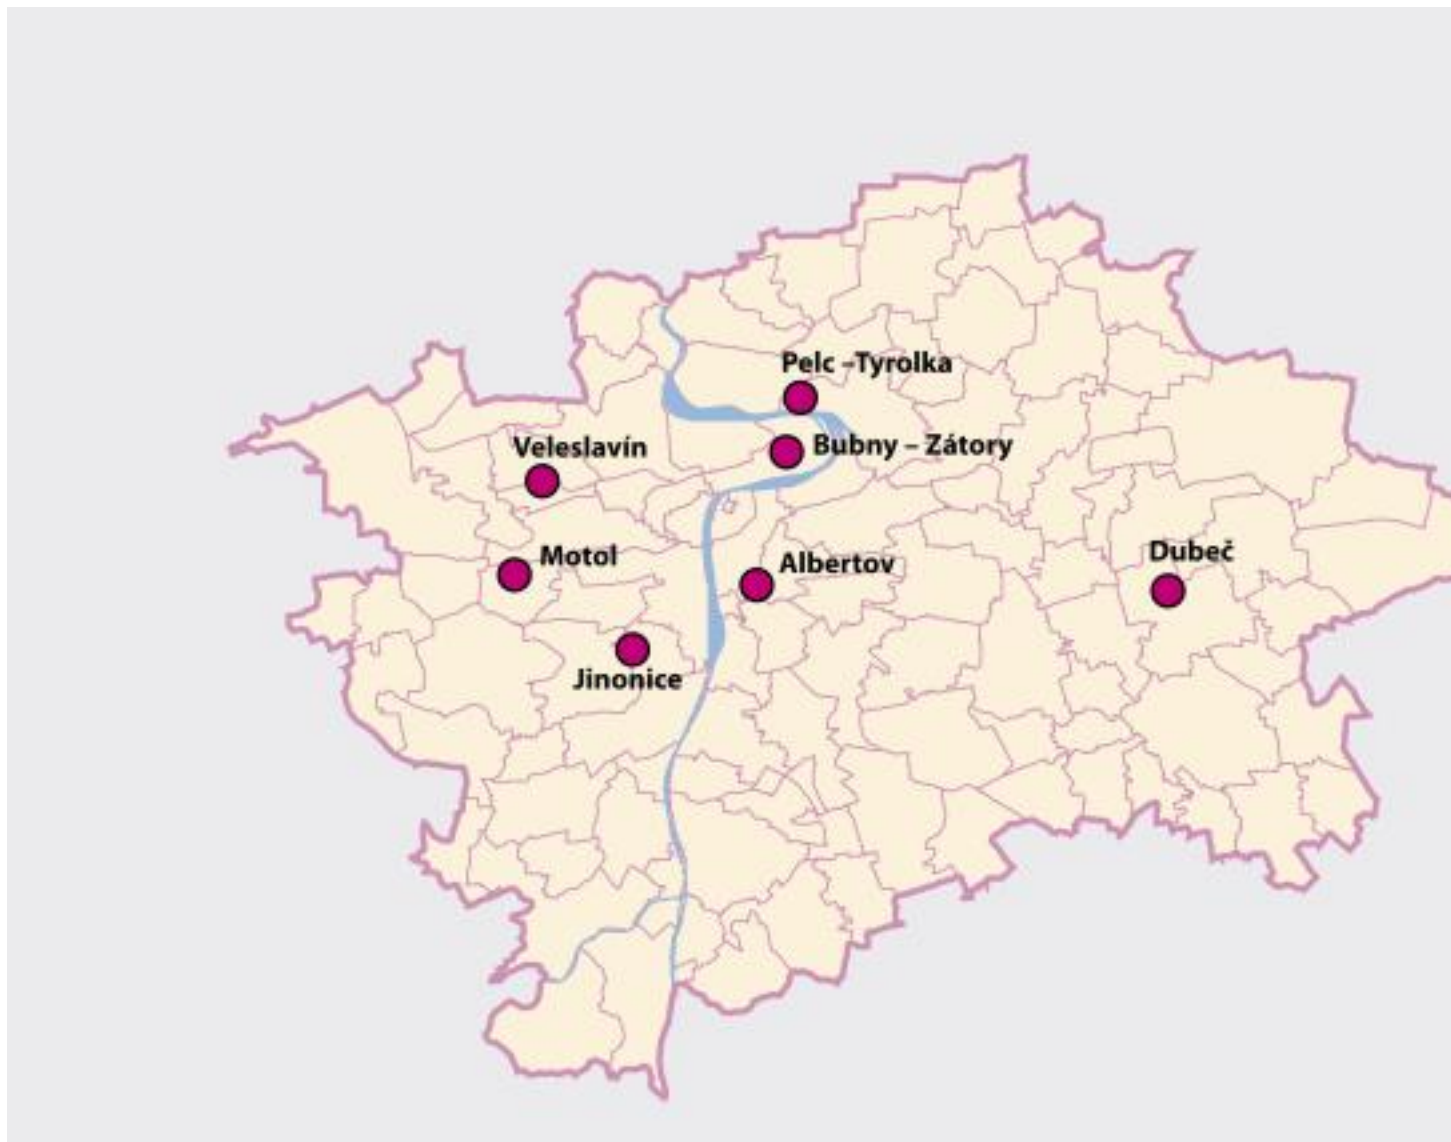 Pelc –Tyrolka
Bubny – Zátory
Veleslavín
Motol
Albertov
Dubeč
Jinonice